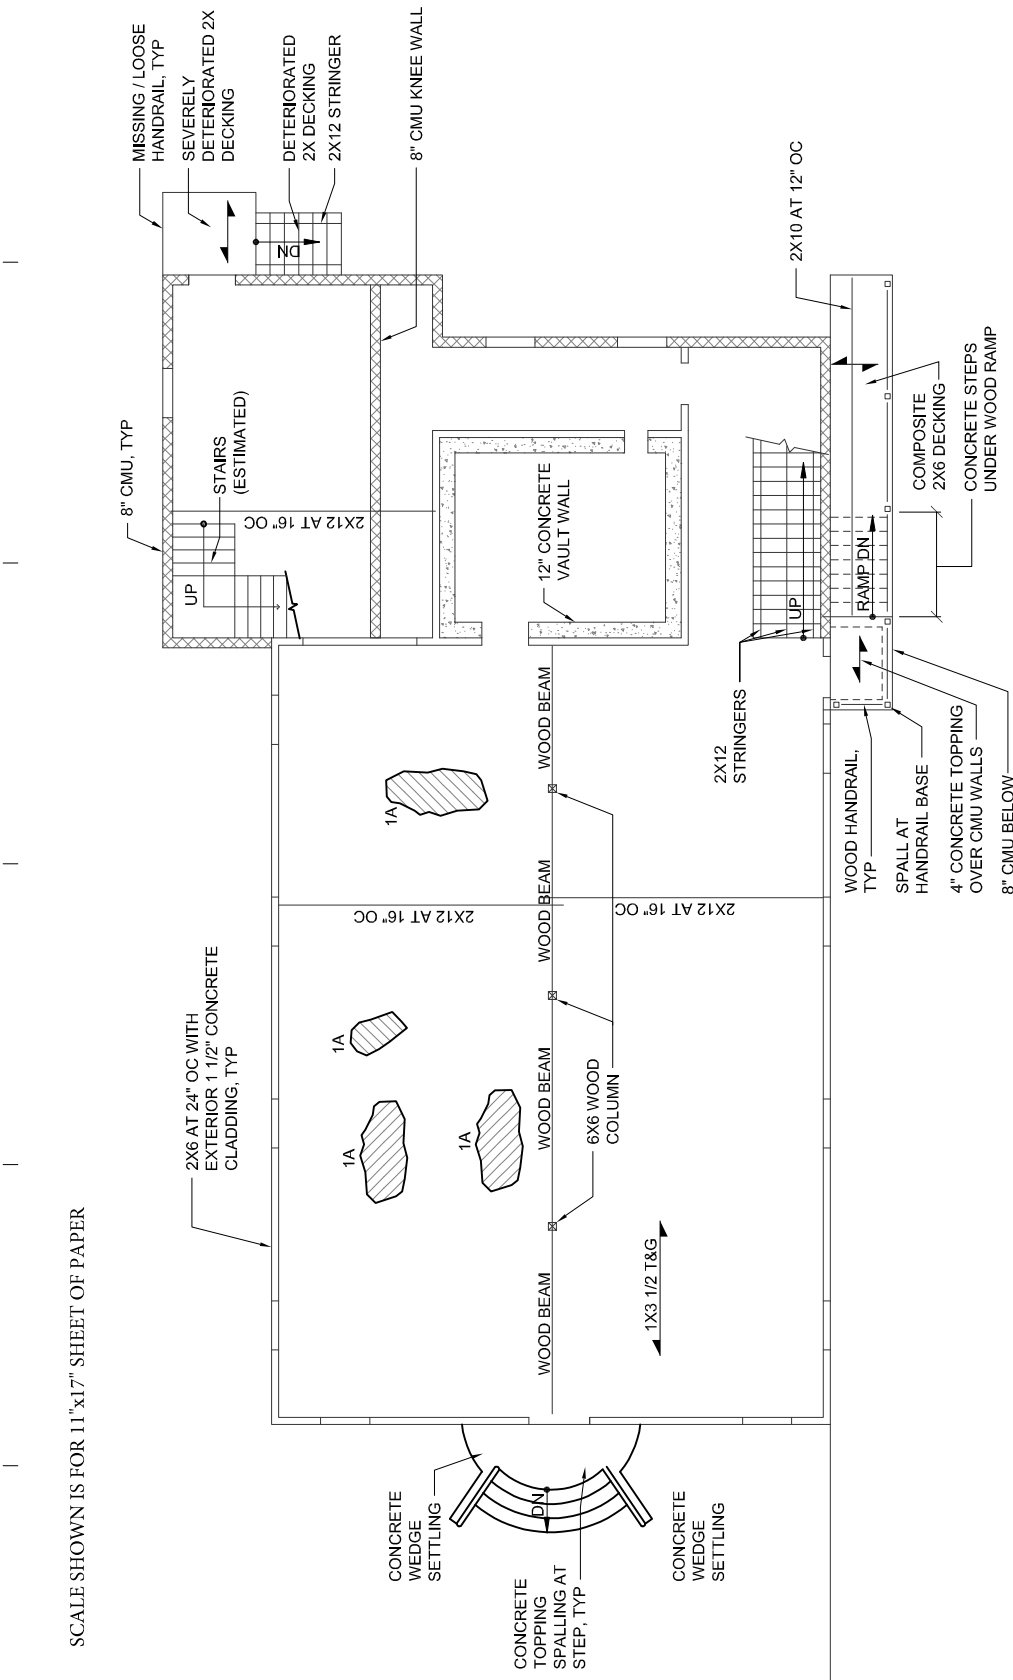 SCALE SHOWN IS FOR 11"x17" SHEET OF PAPER
2X6 AT 24" OC WITH
EXTERIOR 1 1/2" CONCRETE
CLADDING, TYP
8" CMU, TYP
MISSING / LOOSE
HANDRAIL, TYP
SEVERELY
DETERIORATED 2X
DECKING
DETERIORATED
2X DECKING
2X12 STRINGER
8" CMU KNEE WALL
DN
STAIRS
(ESTIMATED)
UP
2X12 AT 16" OC
12" CONCRETE
VAULT WALL
1A
1A
1A
1A
2X12 AT 16" OC
2X12 AT 16" OC
WOOD BEAM
WOOD BEAM
WOOD BEAM
WOOD BEAM
6X6 WOOD
COLUMN
1X3 1/2 T&G
2X12
STRINGERS
UP
2X10 AT 12" OC
RAMP DN
COMPOSITE
2X6 DECKING
CONCRETE STEPS
UNDER WOOD RAMP
WOOD HANDRAIL,
TYP
SPALL AT
HANDRAIL BASE
4" CONCRETE TOPPING
OVER CMU WALLS
8" CMU BELOW
CONCRETE
WEDGE
SETTLING
DN
CONCRETE
TOPPING
SPALLING AT
STEP, TYP
CONCRETE
WEDGE
SETTLING